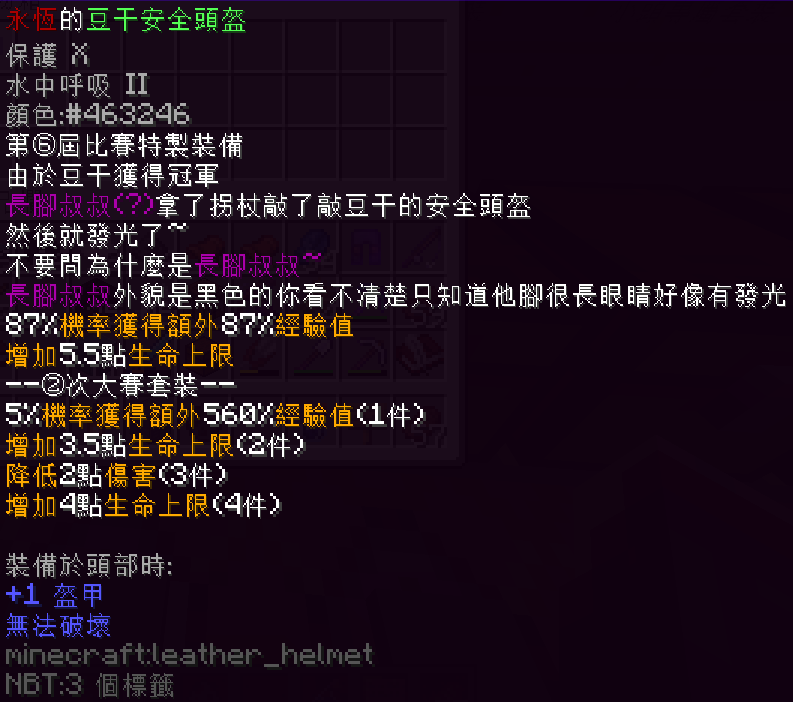 永恆的豆干安全頭盔
保護 X
水中呼吸 II
顏色:#463246
第⑥屆比賽特製裝備
由於豆干獲得冠軍
長腳叔叔(?)拿了拐杖敲了敲豆干的安全頭盔
然後就發光了~
不要問為什麼是長腳叔叔~
長腳叔叔外貌是黑色的你看不清楚只知道他腳很長眼睛好像有發光
87%機率獲得額外87%經驗值
增加5.5點生命上限
--②次大賽套裝--
5%機率獲得額外560%經驗值(1件)
增加3.5點生命上限(2件)
降低2點傷害(3件)
增加4點生命上限(4件)
裝備於頭部時:
+1 盔甲
無法破壞
minecraft:leather_helmet
NBT:3 個標籤